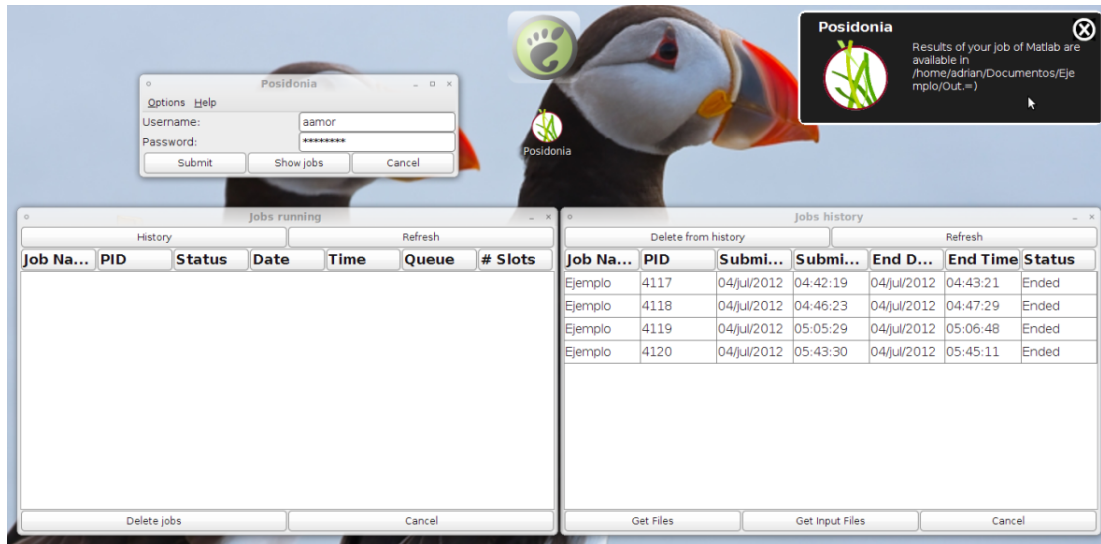 Posidonia
Results of your job of Matlab are
available in
/home/adrian/Documentos/Eje
mplo/Out.=)
Posidonia
Options Help
Username: aamor
Password: ********
Submit Show jobs Cancel
Posidonia
Jobs running
History Refresh
Job Na... PID Status Date Time Queue # Slots
Delete jobs Cancel
Jobs history
Delete from history Refresh
Job Na... PID Submi... Submi... End D... End Time Status
Ejemplo 4117 04/jul/2012 04:42:19 04/jul/2012 04:43:21 Ended
Ejemplo 4118 04/jul/2012 04:46:23 04/jul/2012 04:47:29 Ended
Ejemplo 4119 04/jul/2012 05:05:29 04/jul/2012 05:06:48 Ended
Ejemplo 4120 04/jul/2012 05:43:30 04/jul/2012 05:45:11 Ended
Get Files Get Input Files Cancel